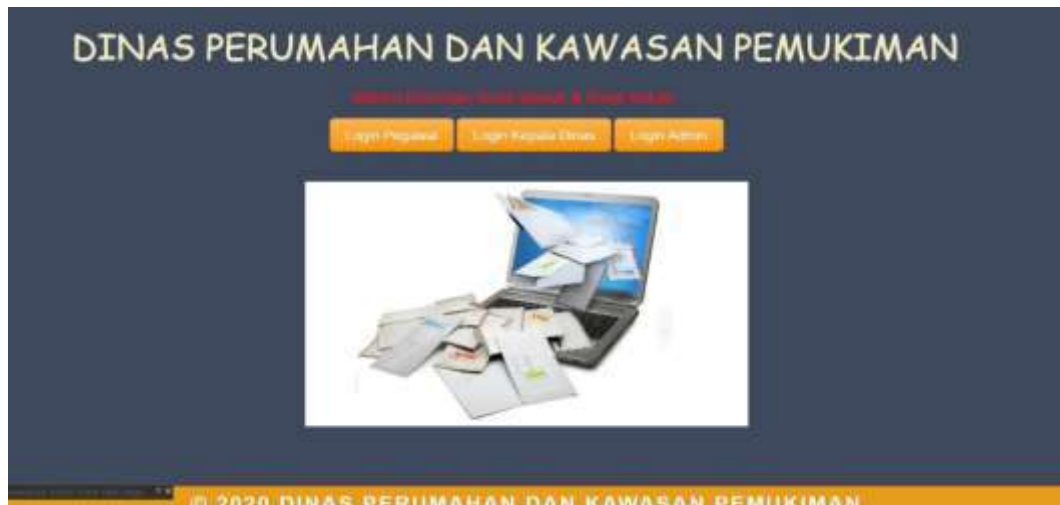 DINAS PERUMAHAN DAN KAWASAN PEMUKIMAN
Login Pegawai Login Kepala Dinas Login Admin
© 2020 DINAS PERUMAHAN DAN KAWASAN PEMUKIMAN